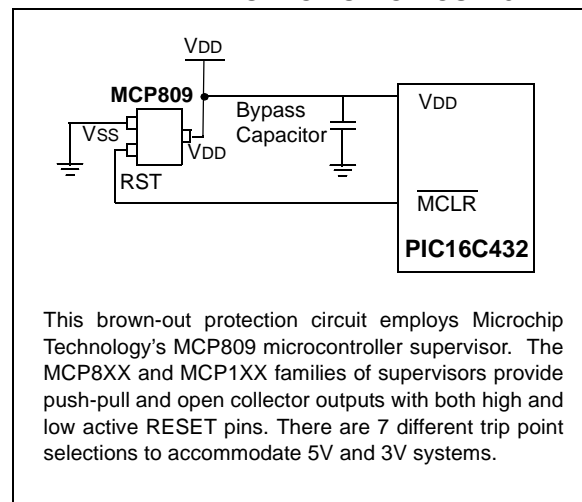 VDD
MCP809
VDD
Bypass
Capacitor
VSS
VDD
RST
MCLR
PIC16C432
This brown-out protection circuit employs Microchip
Technology's MCP809 microcontroller supervisor. The
MCP8XX and MCP1XX families of supervisors provide
push-pull and open collector outputs with both high and
low active RESET pins. There are 7 different trip point
selections to accommodate 5V and 3V systems.